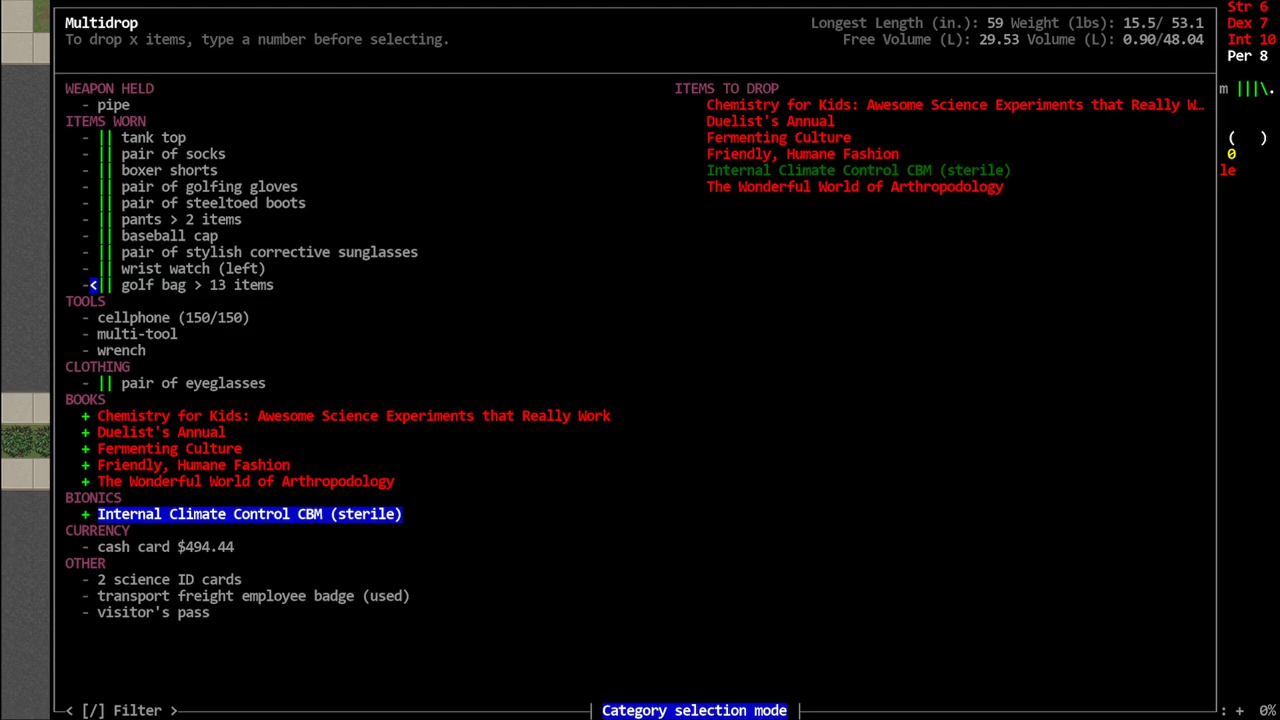 Multidrop
Longest Length (in.): 59 Weight (lbs): 15.5/ 53.1
To drop x items, type a number before selecting.
Free Volume (L): 29.53 Volume (L): 0.90/48.04
Str 6
Dex 7
Int 10
Per 8
WEAPON HELD
- pipe
ITEMS WORN
- || tank top
- || pair of socks
- || boxer shorts
- || pair of golfing gloves
- || pair of steeltoed boots
- || pants > 2 items
- || baseball cap
- || pair of stylish corrective sunglasses
- || wrist watch (left)
-<|| golf bag > 13 items
TOOLS
- cellphone (150/150)
- multi-tool
- wrench
CLOTHING
- || pair of eyeglasses
BOOKS
+ Chemistry for Kids: Awesome Science Experiments that Really Work
+ Duelist's Annual
+ Fermenting Culture
+ Friendly, Humane Fashion
+ The Wonderful World of Arthropodology
BIONICS
+ Internal Climate Control CBM (sterile)
CURRENCY
- cash card $494.44
OTHER
- 2 science ID cards
- transport freight employee badge (used)
- visitor's pass
ITEMS TO DROP
Chemistry for Kids: Awesome Science Experiments that Really W…
Duelist's Annual
Fermenting Culture
Friendly, Humane Fashion
Internal Climate Control CBM (sterile)
The Wonderful World of Arthropodology
m |||\.
( )
0
le
< [/] Filter >
Category selection mode
: + 0%